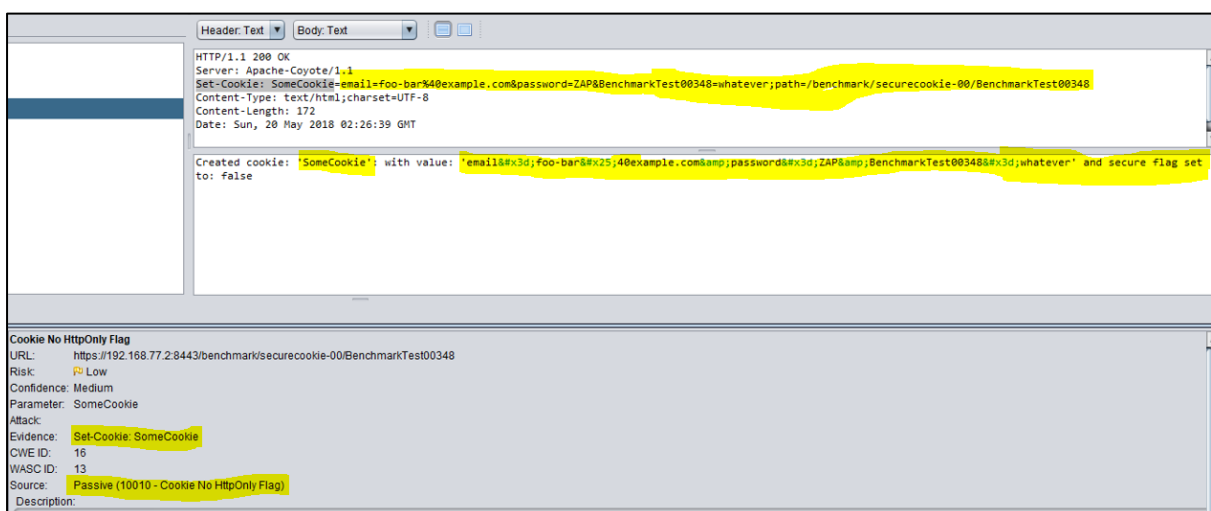 Header: Text Body: Text
HTTP/1.1 200 OK
Server: Apache-Coyote/1.1
Set-Cookie: SomeCookie=email=foo-bar%40example.com&password=ZAP&BenchmarkTest00348=whatever;path=/benchmark/securecookie-00/BenchmarkTest00348
Content-Type: text/html;charset=UTF-8
Content-Length: 172
Date: Sun, 20 May 2018 02:26:39 GMT
Created cookie: 'SomeCookie': with value: 'email&#x3d;foo-bar&#x25;40example.com&amp;password&#x3d;ZAP&amp;BenchmarkTest00348&#x3d;whatever' and secure flag set
to: false
Cookie No HttpOnly Flag
URL: https://192.168.77.2:8443/benchmark/securecookie-00/BenchmarkTest00348
Risk: Low
Confidence: Medium
Parameter: SomeCookie
Attack:
Evidence: Set-Cookie: SomeCookie
CWE ID: 16
WASC ID: 13
Source: Passive (10010 - Cookie No HttpOnly Flag)
Description: